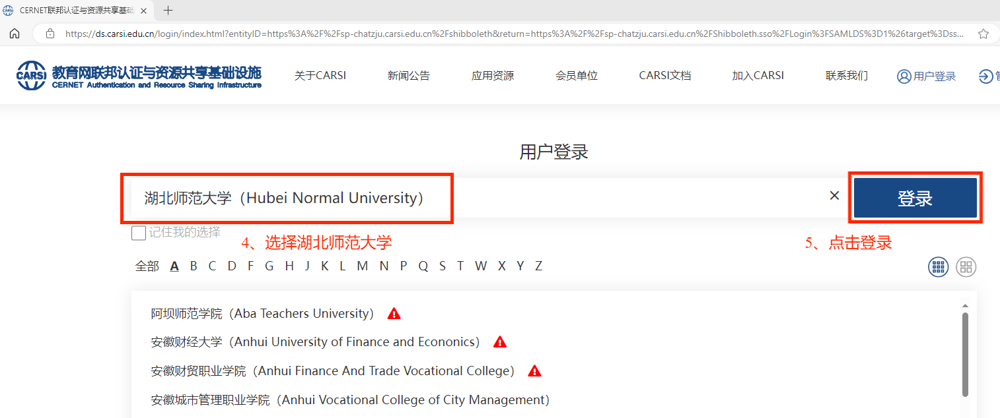 CERNET联邦认证与资源共享基础设
https://ds.carsi.edu.cn/login/index.html?entityID=https%3A%2F%2Fsp-chatzju.carsi.edu.cn%2Fshibboleth&return=https%3A%2F%2Fsp-chatzju.carsi.edu.cn%2FShibboleth.sso%2FLogin%3FSAMLDS%3D1%26target%3Dss...
CARSI 教育网联邦认证与资源共享基础设施
CERNET Authentication and Resource Sharing Infrastructure
关于CARSI 新闻公告 应用资源 会员单位 CARSI文档 加入CARSI 联系我们 用户登录
用户登录
湖北师范大学（Hubei Normal University） × 登录
记住我的选择
4、选择湖北师范大学 5、点击登录
全部 A B C D F G H J K L M N P Q S T W X Y Z
阿坝师范学院（Aba Teachers University）
安徽财经大学（Anhui University of Finance and Econonics）
安徽财贸职业学院（Anhui Finance And Trade Vocational College）
安徽城市管理职业学院（Anhui Vocational College of City Management）